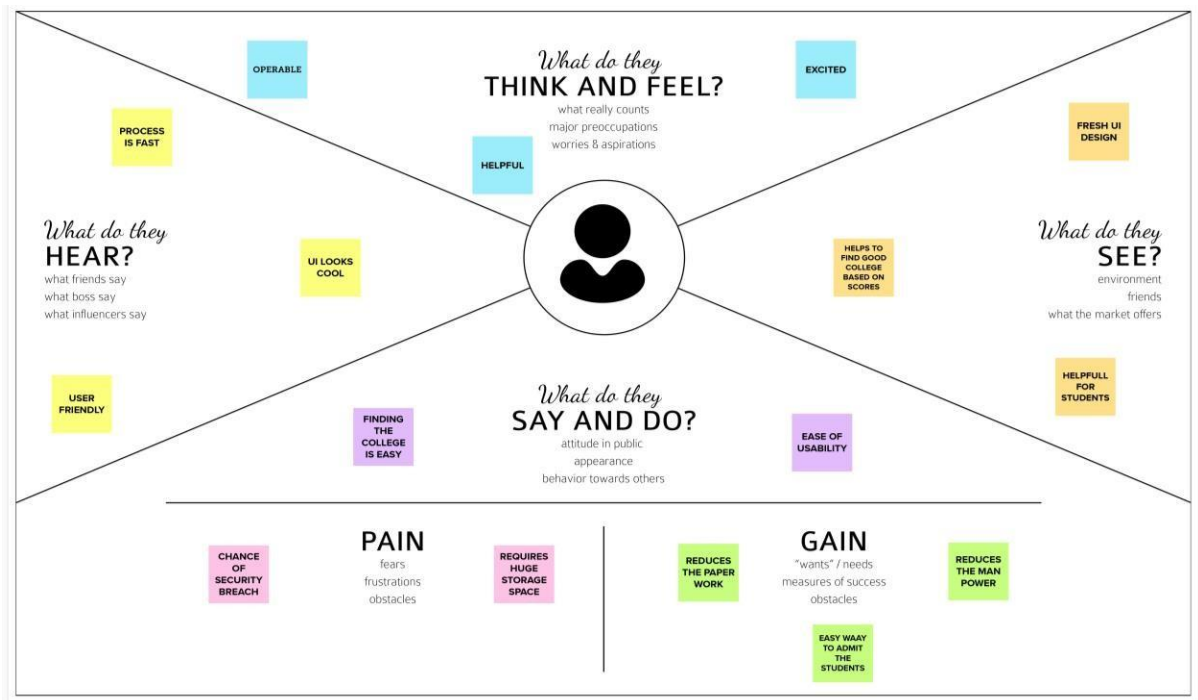 What do they
THINK AND FEEL?
what really counts
major preoccupations
worries & aspirations
OPERABLE
EXCITED
HELPFUL
What do they
HEAR?
what friends say
what boss say
what influencers say
PROCESS
IS FAST
UI LOOKS
COOL
USER
FRIENDLY
What do they
SEE?
environment
friends
what the market offers
FRESH UI
DESIGN
HELPS TO
FIND GOOD
COLLEGE
BASED ON
SCORES
HELPFULL
FOR
STUDENTS
What do they
SAY AND DO?
attitude in public
appearance
behavior towards others
FINDING
THE
COLLEGE
IS EASY
EASE OF
USABILITY
PAIN
fears
frustrations
obstacles
CHANCE
OF
SECURITY
BREACH
REQUIRES
HUGE
STORAGE
SPACE
GAIN
"wants" / needs
measures of success
obstacles
REDUCES
THE PAPER
WORK
REDUCES
THE MAN
POWER
EASY WAAY
TO ADMIT
THE
STUDENTS